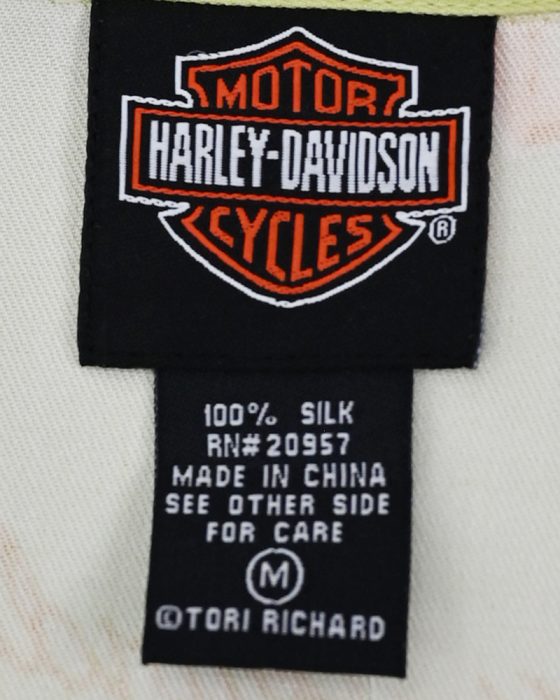 MOTOR
HARLEY-DAVIDSON
CYCLES
®
100% SILK
RN#20957
MADE IN CHINA
SEE OTHER SIDE
FOR CARE
M
©TORI RICHARD